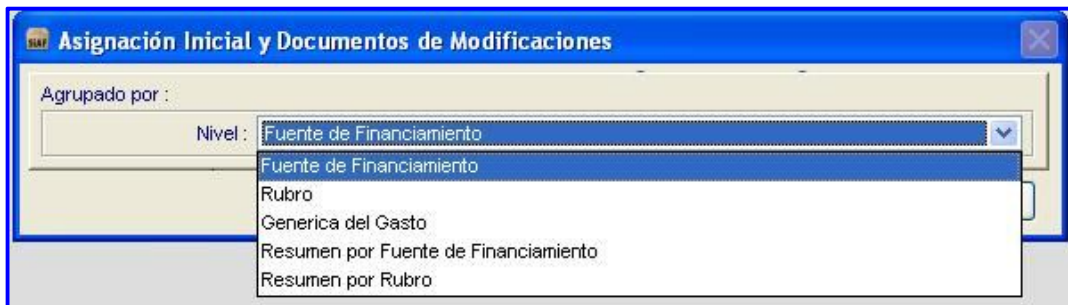 SIAF Asignación Inicial y Documentos de Modificaciones
Agrupado por :
Nivel : Fuente de Financiamiento
Fuente de Financiamiento
Rubro
Generica del Gasto
Resumen por Fuente de Financiamiento
Resumen por Rubro